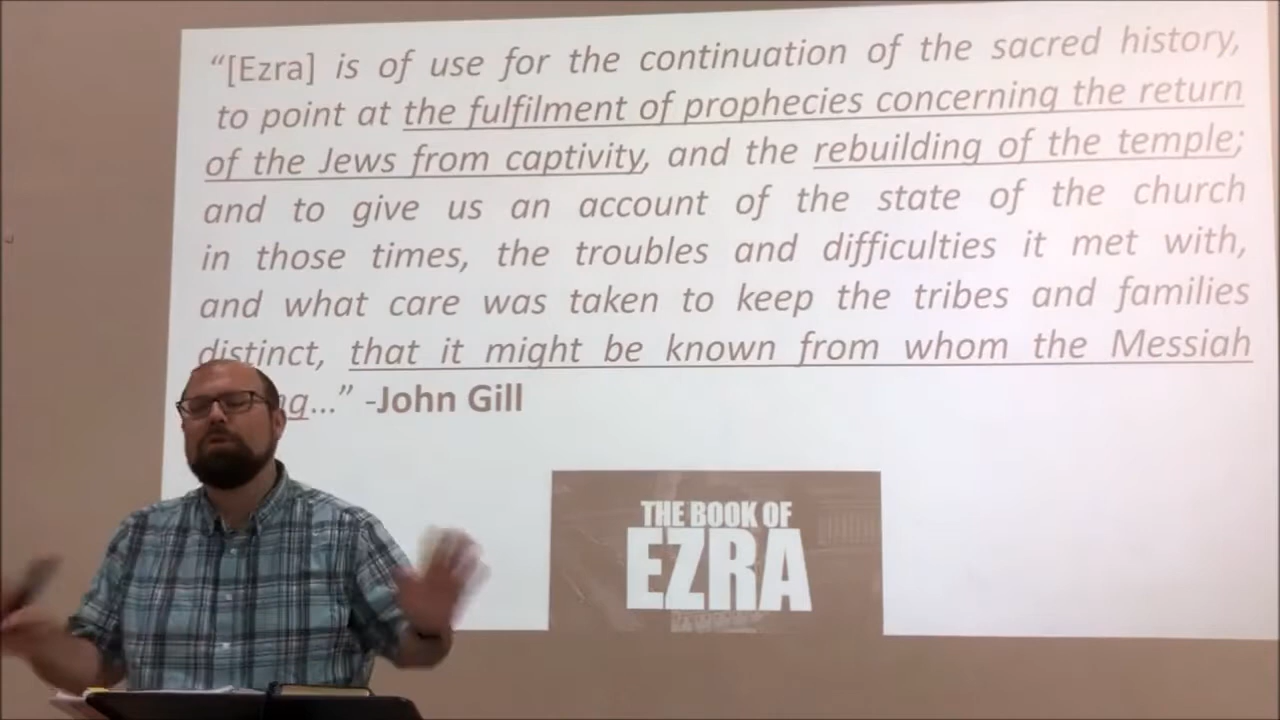 “[Ezra] is of use for the continuation of the sacred history,
to point at the fulfilment of prophecies concerning the return
of the Jews from captivity, and the rebuilding of the temple;
and to give us an account of the state of the church
in those times, the troubles and difficulties it met with,
and what care was taken to keep the tribes and families
distinct, that it might be known from whom the Messiah
...” -John Gill
THE BOOK OF
EZRA